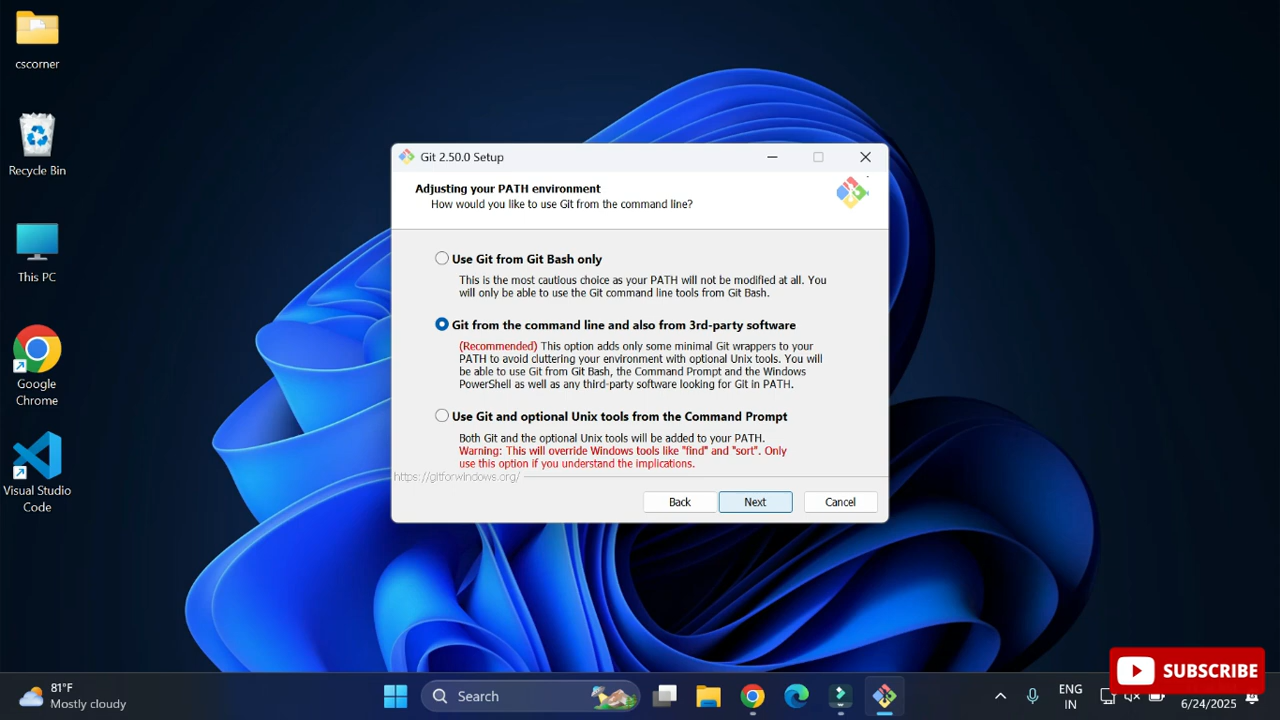 cscorner
Recycle Bin
This PC
Google
Chrome
Visual Studio
Code
Git 2.50.0 Setup
Adjusting your PATH environment
How would you like to use Git from the command line?
Use Git from Git Bash only
This is the most cautious choice as your PATH will not be modified at all. You
will only be able to use the Git command line tools from Git Bash.
Git from the command line and also from 3rd-party software
(Recommended) This option adds only some minimal Git wrappers to your
PATH to avoid cluttering your environment with optional Unix tools. You will
be able to use Git from Git Bash, the Command Prompt and the Windows
PowerShell as well as any third-party software looking for Git in PATH.
Use Git and optional Unix tools from the Command Prompt
Both Git and the optional Unix tools will be added to your PATH.
Warning: This will override Windows tools like "find" and "sort". Only
use this option if you understand the implications.
https://gitforwindows.org/
Back
Next
Cancel
SUBSCRIBE
81°F
Mostly cloudy
Search
ENG
IN
6/24/2025